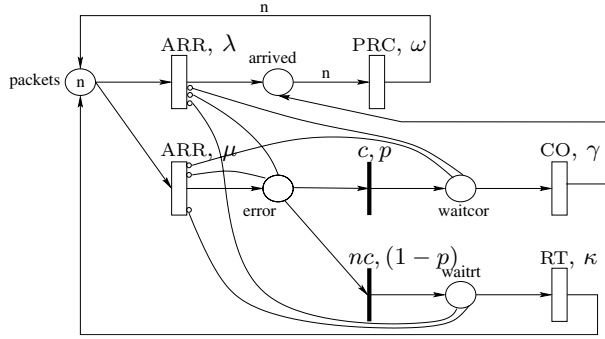 n
ARR, λ
arrived
PRC, ω
packets
n
n
ARR, μ
c, p
CO, γ
error
waitcor
nc, (1 − p)
waitrt
RT, κ